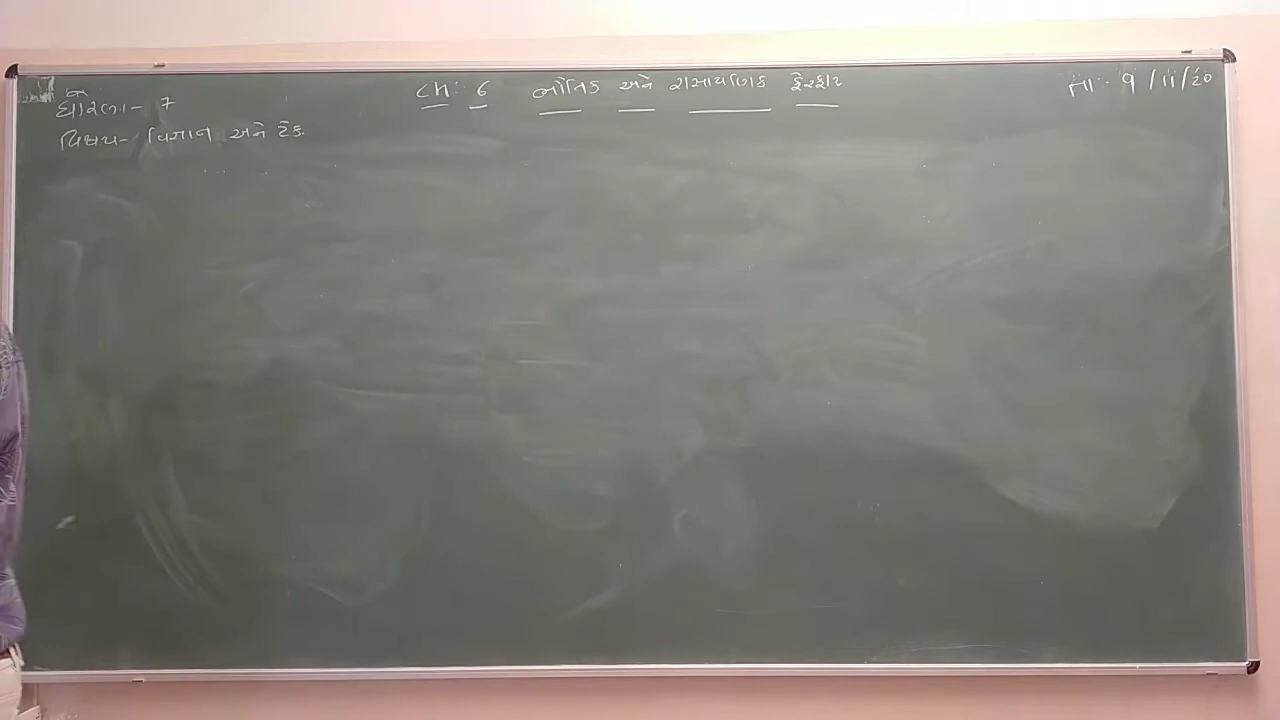 Ch: 6 ભૌતિક અને રાસાયણિક ફેરફાર
તા:- 9/11/20
ધોરણ - 7
વિષય - વિજ્ઞાન અને ટેક.